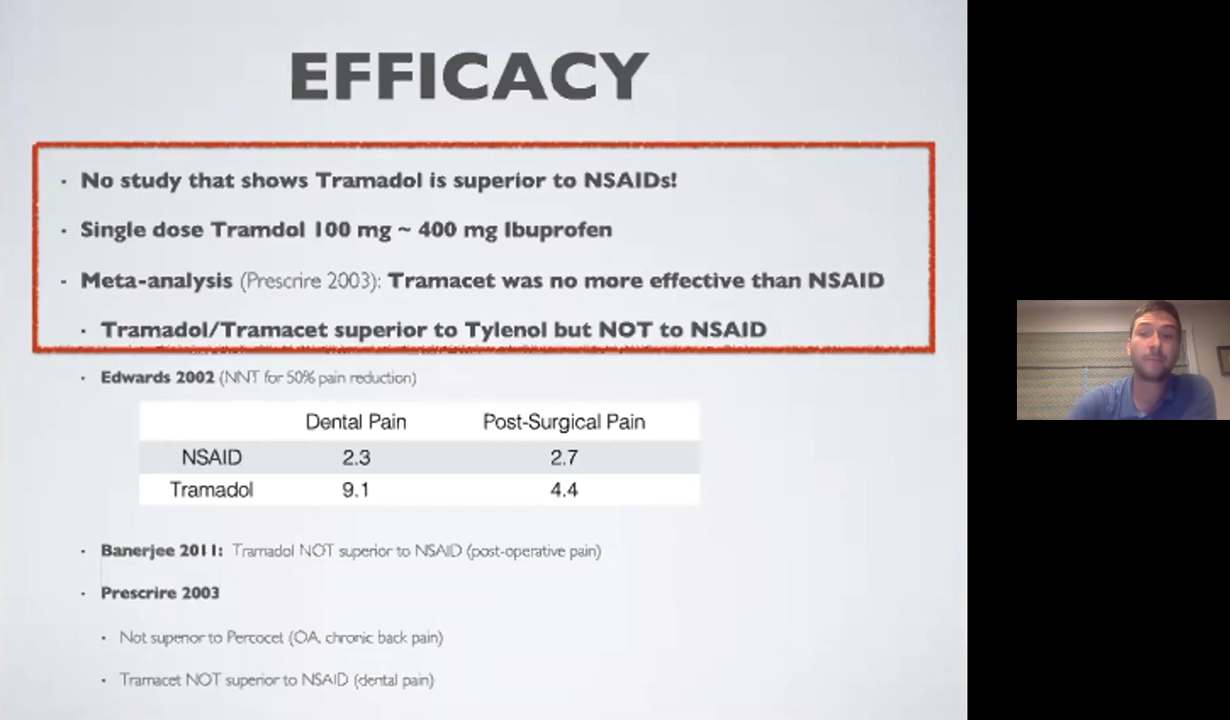 EFFICACY
No study that shows Tramadol is superior to NSAIDs!
Single dose Tramdol 100 mg ~ 400 mg Ibuprofen
Meta-analysis (Prescrire 2003): Tramacet was no more effective than NSAID
Tramadol/Tramacet superior to Tylenol but NOT to NSAID
Edwards 2002 (NNT for 50% pain reduction)
Dental Pain Post-Surgical Pain
NSAID 2.3 2.7
Tramadol 9.1 4.4
Banerjee 2011: Tramadol NOT superior to NSAID (post-operative pain)
Prescrire 2003
Not superior to Percocet (OA, chronic back pain)
Tramacet NOT superior to NSAID (dental pain)